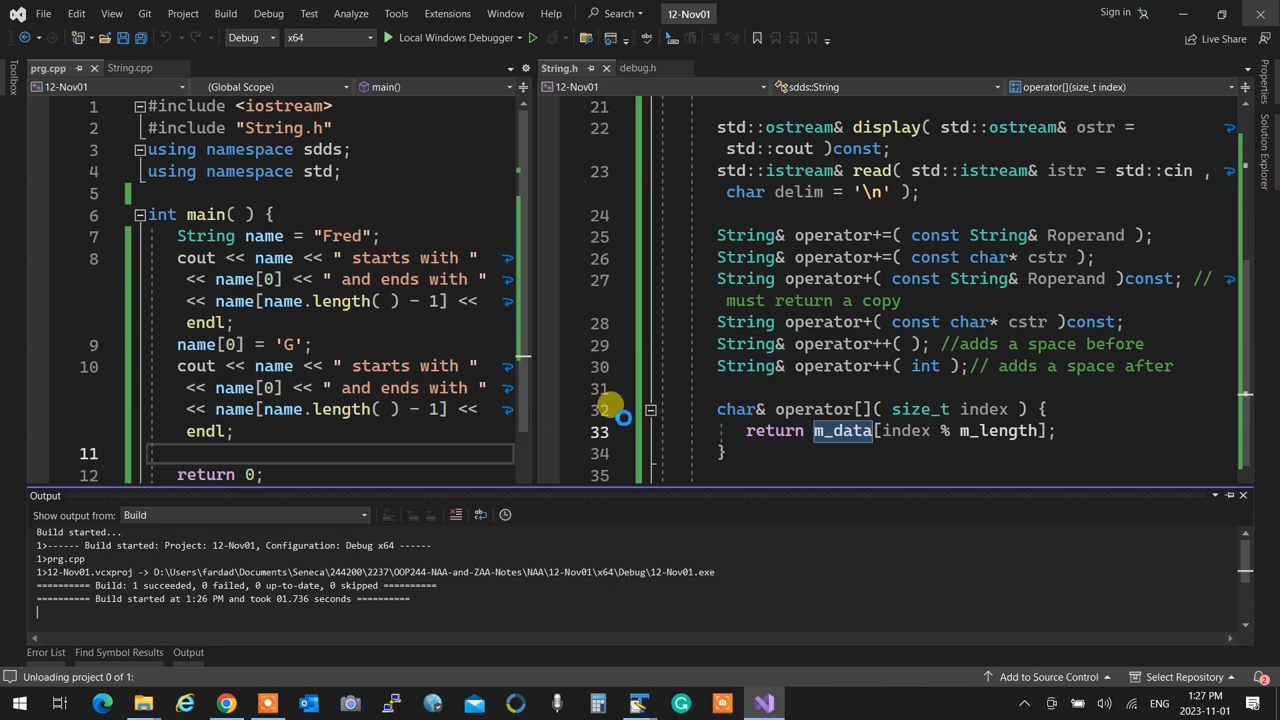 File Edit View Git Project Build Debug Test Analyze Tools Extensions Window Help Search 12-Nov01 Sign in
Debug x64 Local Windows Debugger Live Share
Toolbox
prg.cpp String.cpp
12-Nov01 (Global Scope) main()
1 #include <iostream>
2 #include "String.h"
3 using namespace sdds;
4 using namespace std;
5
6 int main( ) {
7 String name = "Fred";
8 cout << name << " starts with "
<< name[0] << " and ends with "
<< name[name.length( ) - 1] <<
endl;
9 name[0] = 'G';
10 cout << name << " starts with "
<< name[0] << " and ends with "
<< name[name.length( ) - 1] <<
endl;
11
12 return 0;
String.h debug.h
12-Nov01 sdds::String operator[](size_t index)
21
22 std::ostream& display( std::ostream& ostr =
std::cout )const;
23 std::istream& read( std::istream& istr = std::cin ,
char delim = '\n' );
24
25 String& operator+=( const String& Roperand );
26 String& operator+=( const char* cstr );
27 String operator+( const String& Roperand )const; //
must return a copy
28 String operator+( const char* cstr )const;
29 String& operator++( ); //adds a space before
30 String& operator++( int );// adds a space after
31
32 char& operator[]( size_t index ) {
33 return m_data[index % m_length];
34 }
35
Properties
Solution Explorer
Output
Show output from: Build
Build started...
1>------ Build started: Project: 12-Nov01, Configuration: Debug x64 ------
1>prg.cpp
1>12-Nov01.vcxproj -> D:\Users\fardad\Documents\Seneca\244200\2237\OOP244-NAA-and-ZAA-Notes\NAA\12-Nov01\x64\Debug\12-Nov01.exe
========== Build: 1 succeeded, 0 failed, 0 up-to-date, 0 skipped ==========
========== Build started at 1:26 PM and took 01.736 seconds ==========
Error List Find Symbol Results Output
Unloading project 0 of 1: Add to Source Control Select Repository 2
ENG 1:27 PM
2023-11-01 2